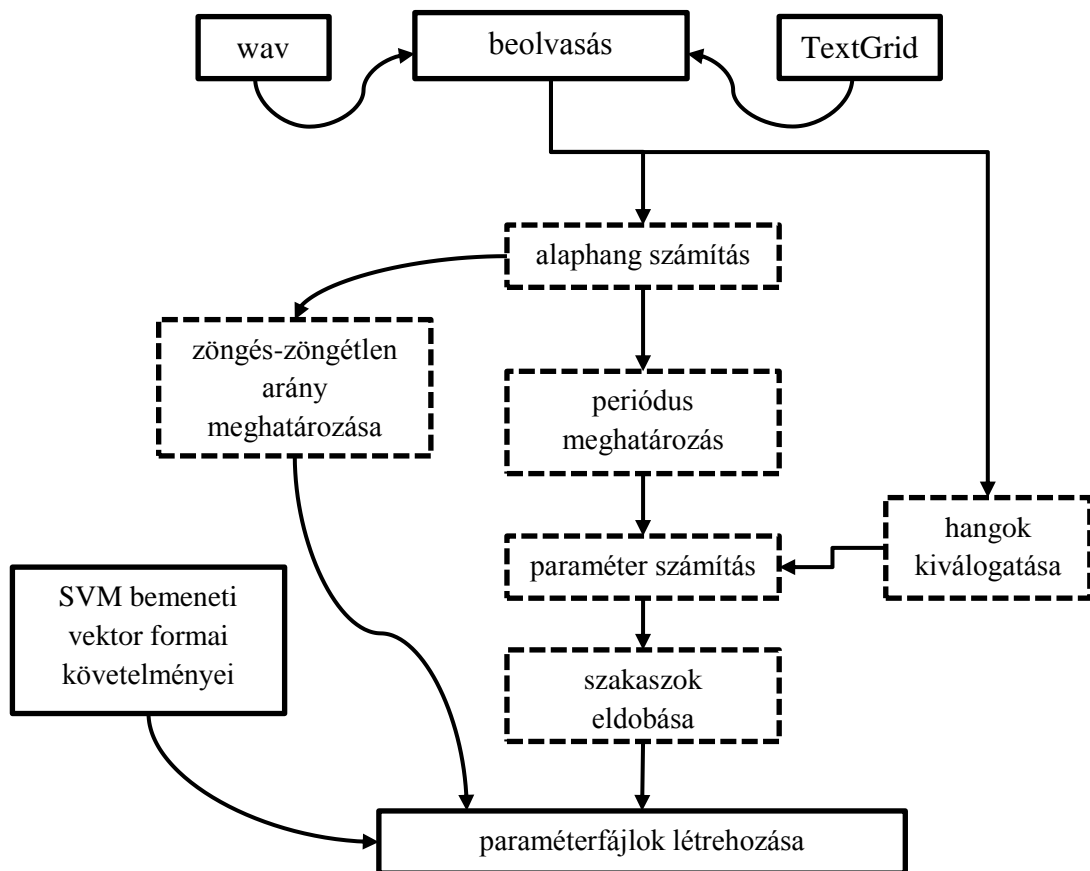 wav
beolvasás
TextGrid
alaphang számítás
zöngés-zöngétlen
arány
meghatározása
periódus
meghatározás
hangok
kiválogatása
paraméter számítás
SVM bemeneti
vektor formai
követelményei
szakaszok
eldobása
paraméterfájlok létrehozása